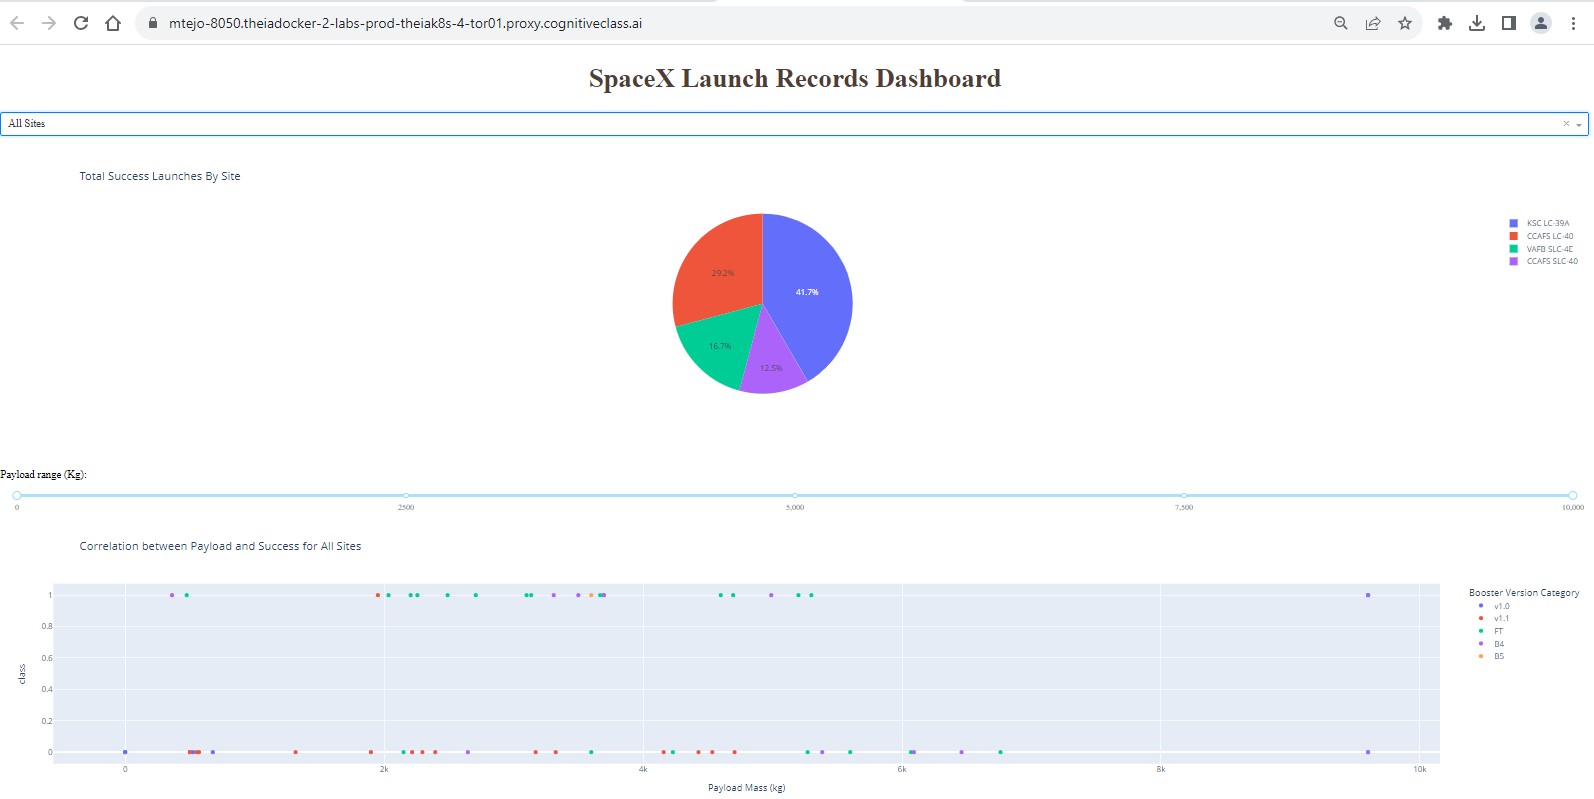 mtejo-8050.theiadocker-2-labs-prod-theiak8s-4-tor01.proxy.cognitiveclass.ai
SpaceX Launch Records Dashboard
All Sites
Total Success Launches By Site
KSC LC-39A
CCAFS LC-40
VAFB SLC-4E
CCAFS SLC-40
29.2%
41.7%
16.7%
12.5%
Payload range (Kg):
0 2500 5,000 7,500 10,000
Correlation between Payload and Success for All Sites
Booster Version Category
v1.0
v1.1
FT
B4
B5
1
0.8
0.6
0.4
0.2
0
class
0 2k 4k 6k 8k 10k
Payload Mass (kg)